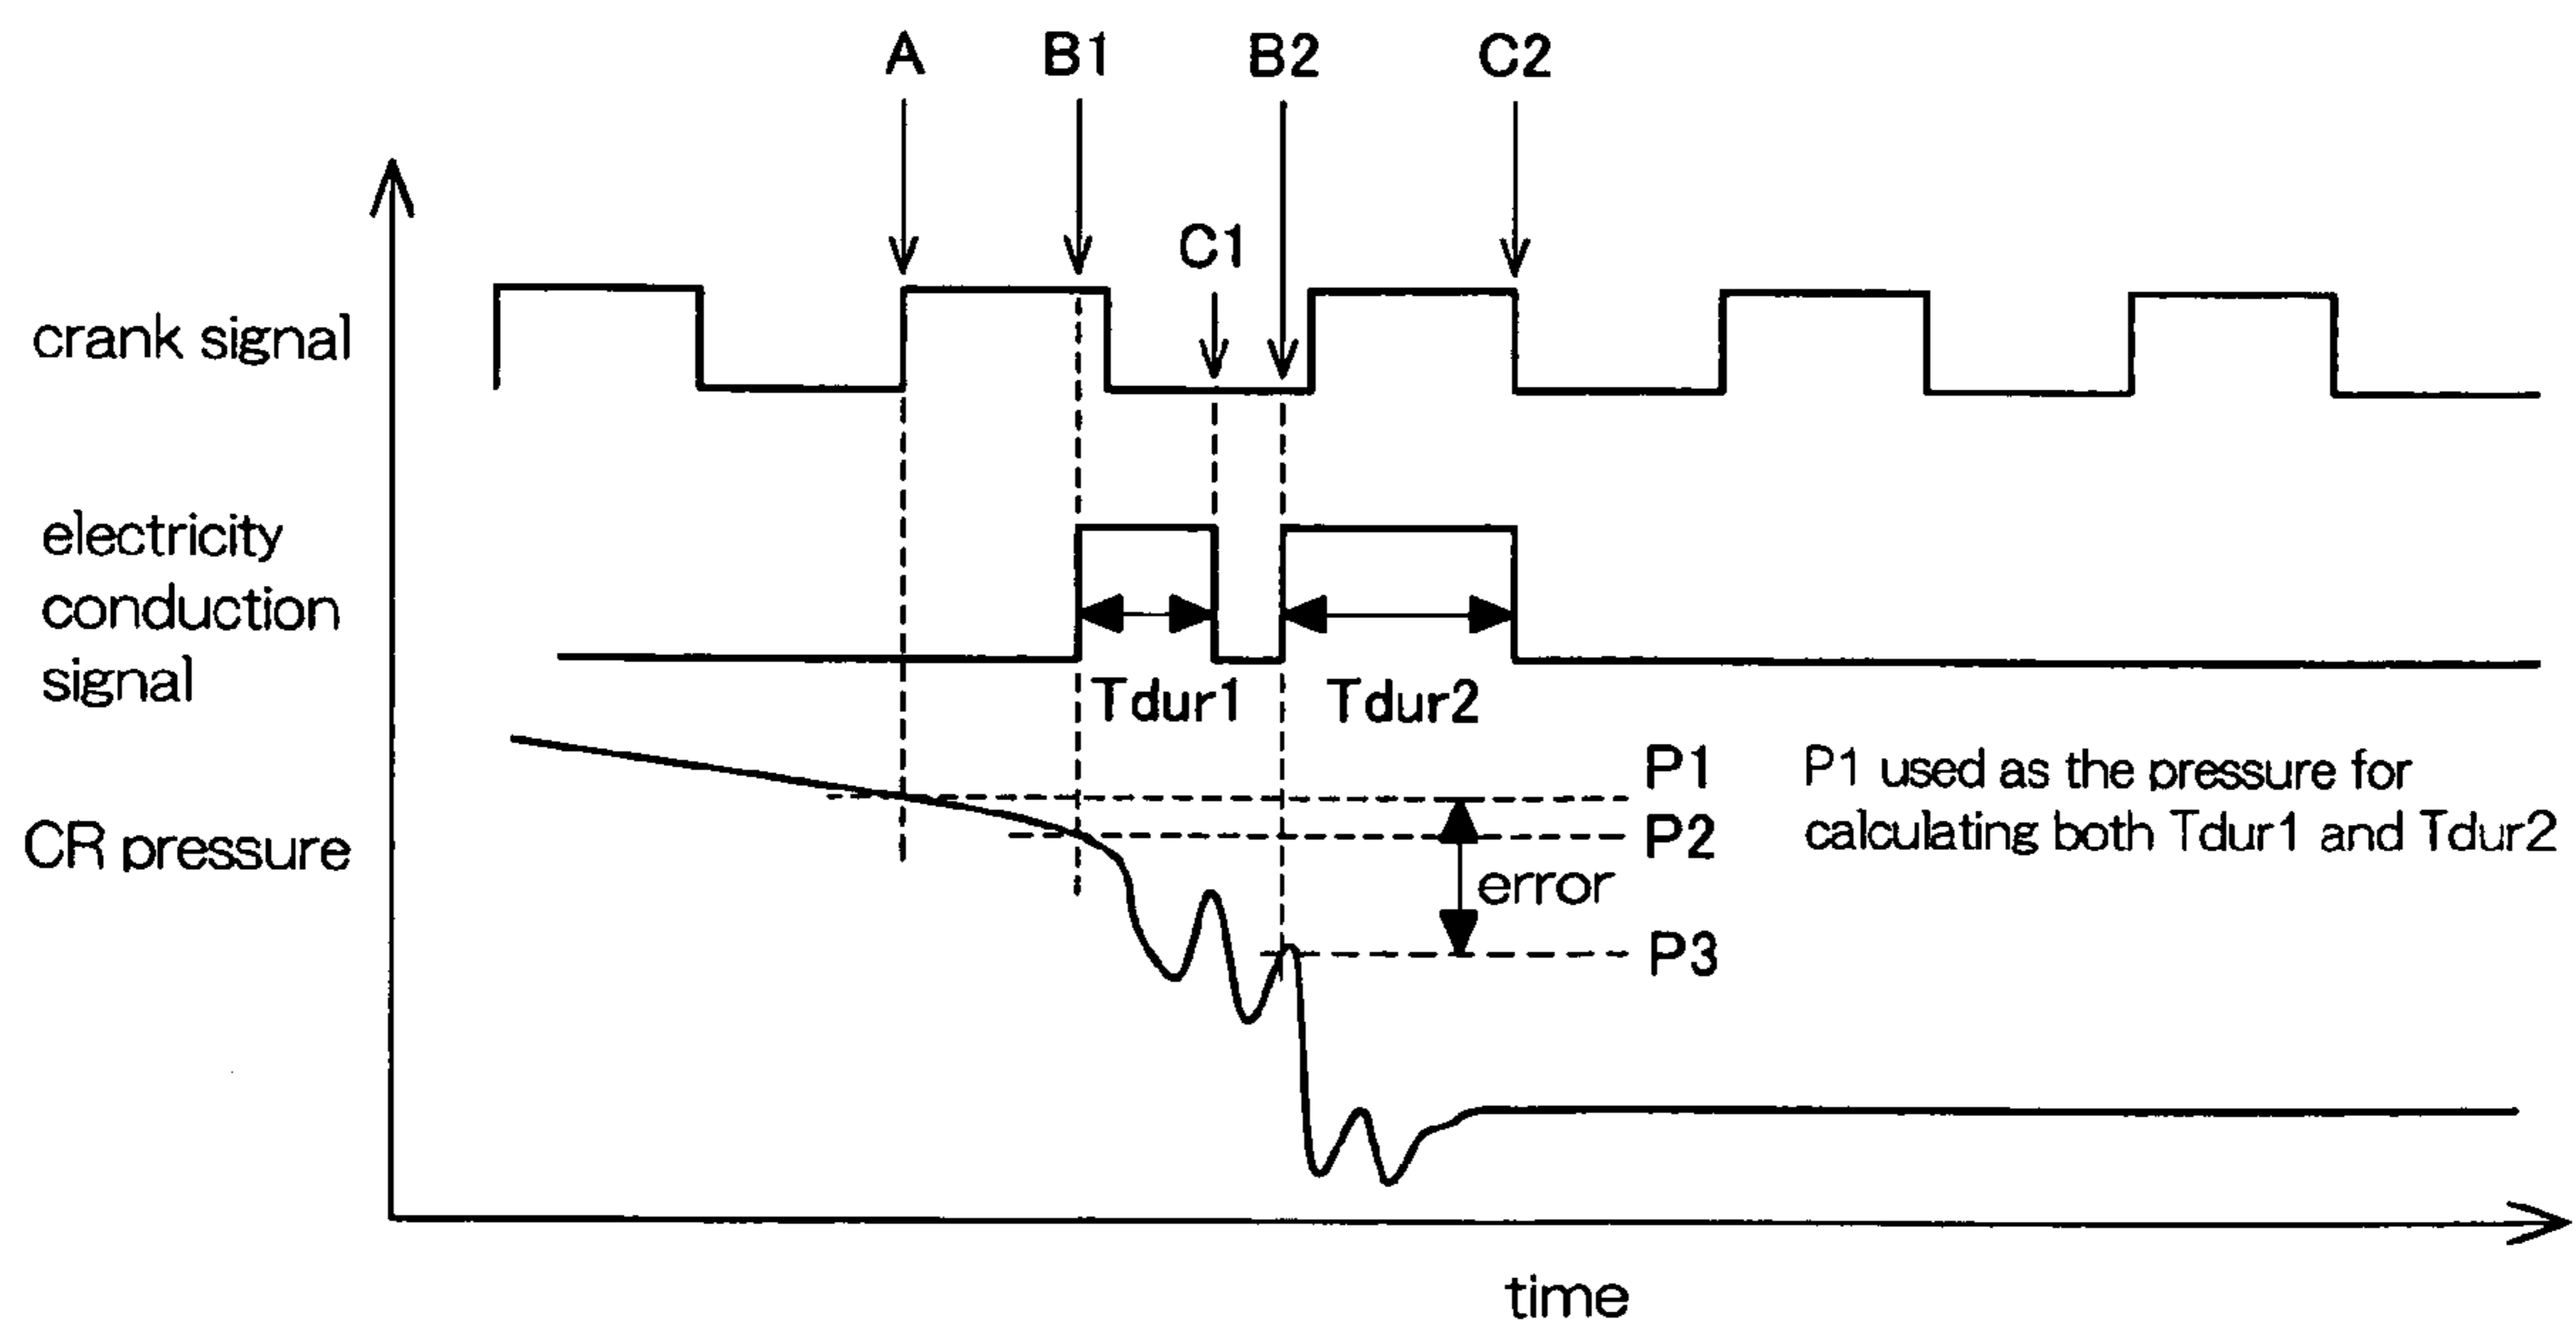 A
B1
B2
C2
C1
crank signal
electricity
conduction
signal
Tdur1
Tdur2
CR pressure
P1
P2
error
P3
P1 used as the pressure for
calculating both Tdur1 and Tdur2
time